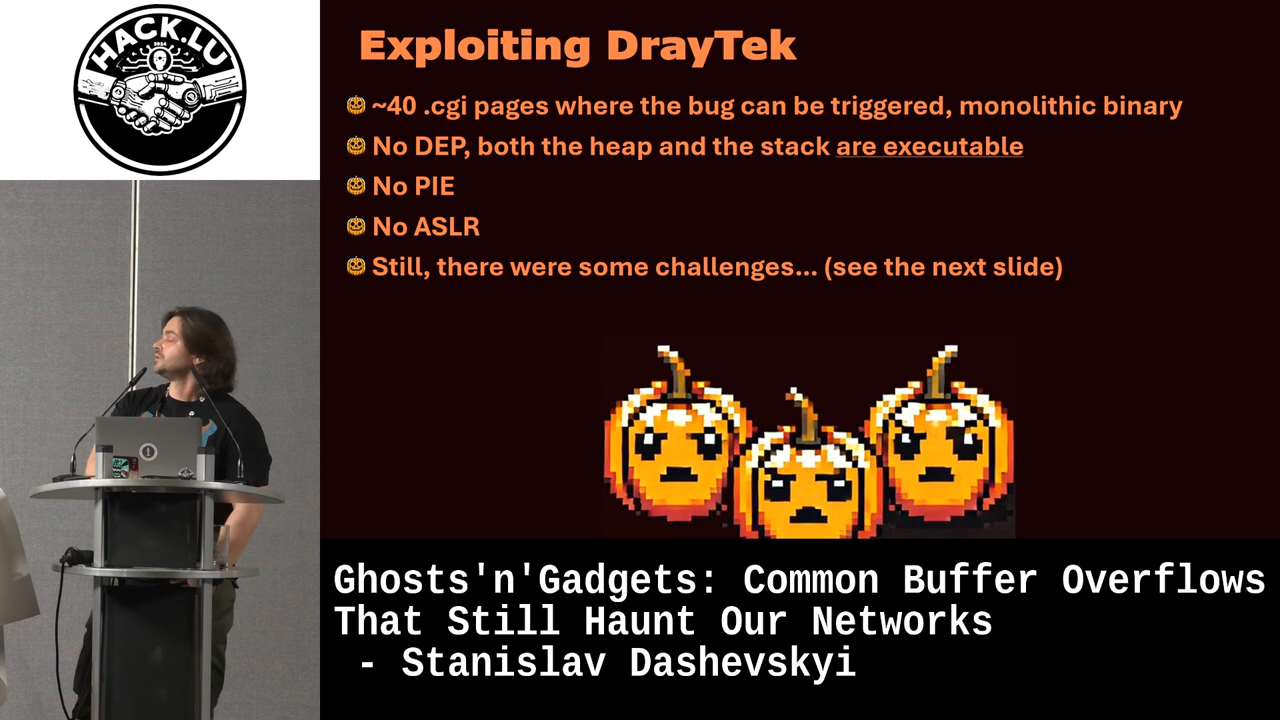 HACK.LU
2024
Exploiting DrayTek
~40 .cgi pages where the bug can be triggered, monolithic binary
No DEP, both the heap and the stack are executable
No PIE
No ASLR
Still, there were some challenges... (see the next slide)
Ghosts'n'Gadgets: Common Buffer Overflows
That Still Haunt Our Networks
- Stanislav Dashevskyi